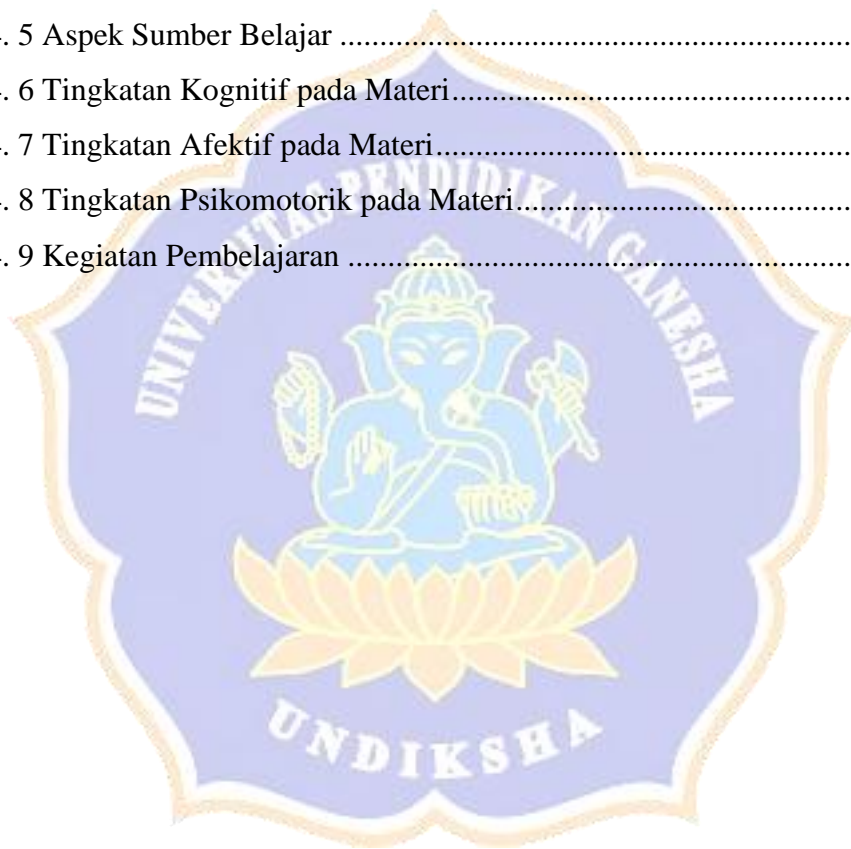 . 5 Aspek Sumber Belajar ................................................................
. 6 Tingkatan Kognitif pada Materi..................................................
. 7 Tingkatan Afektif pada Materi....................................................
. 8 Tingkatan Psikomotorik pada Materi..........................................
. 9 Kegiatan Pembelajaran ...............................................................
UNIVERSITAS PENDIDIKAN GANESHA
UNDIKSHA